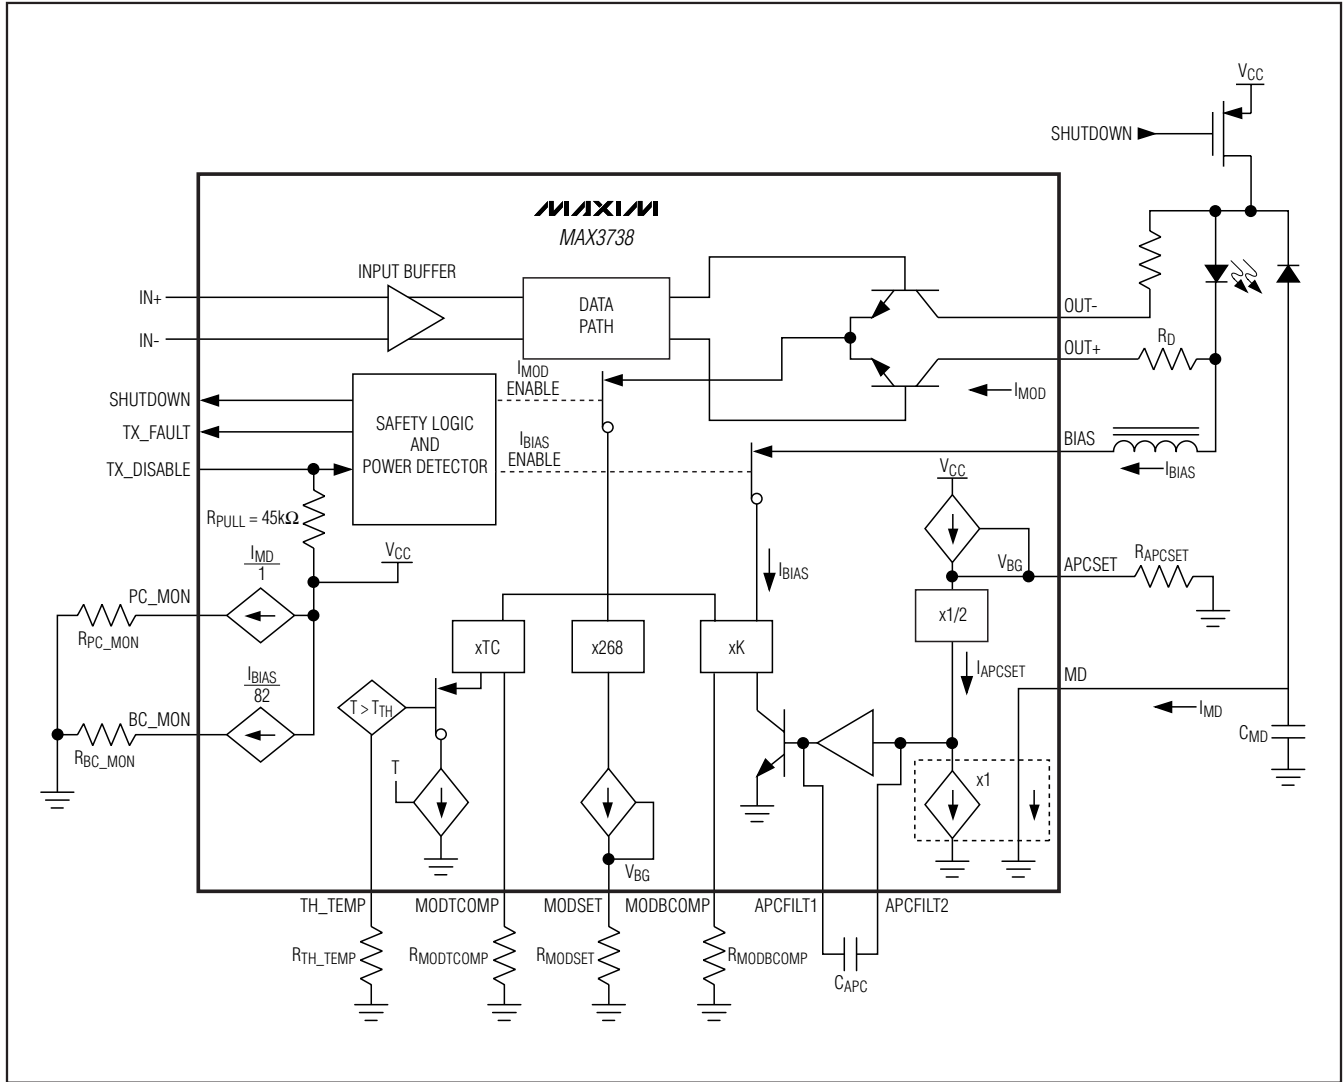 VCC
SHUTDOWN
MAXIM
MAX3738
INPUT BUFFER
IN+
DATA
PATH
OUT-
IN-
RD
OUT+
IMOD
ENABLE
IMOD
SHUTDOWN
SAFETY LOGIC
AND
POWER DETECTOR
TX_FAULT
IBIAS
ENABLE
BIAS
TX_DISABLE
VCC
IBIAS
RPULL = 45kΩ
VCC
IMD
1
IBIAS
VBG
APCSET
RAPCSET
PC_MON
x1/2
RPC_MON
xTC
x268
xK
IAPCSET
MD
IBIAS
82
T > TTH
BC_MON
IMD
CMD
RBC_MON
T
x1
VBG
TH_TEMP
MODTCOMP
MODSET
MODBCOMP
APCFILT1
APCFILT2
RTH_TEMP
RMODTCOMP
RMODSET
RMODBCOMP
CAPC